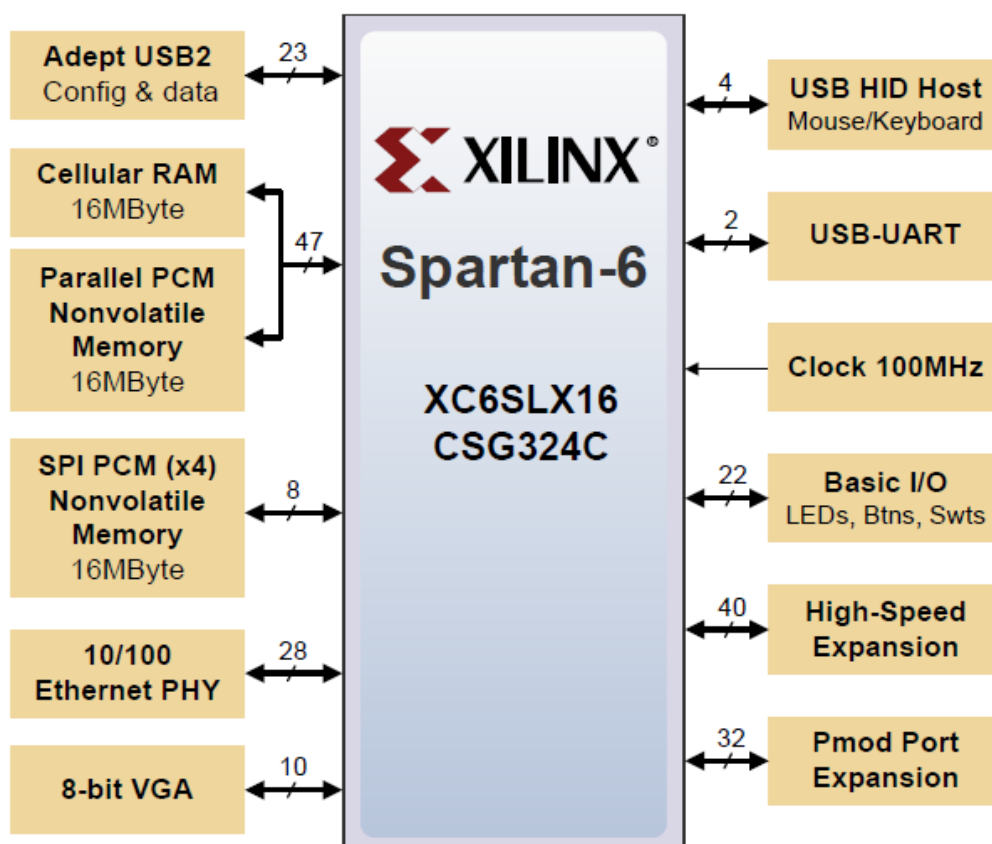 Adept USB2
Config & data
23
Cellular RAM
16MByte
47
Parallel PCM
Nonvolatile
Memory
16MByte
SPI PCM (x4)
Nonvolatile
Memory
16MByte
8
10/100
Ethernet PHY
28
8-bit VGA
10
XILINX®
Spartan-6
XC6SLX16
CSG324C
4
USB HID Host
Mouse/Keyboard
2
USB-UART
Clock 100MHz
22
Basic I/O
LEDs, Btns, Swts
40
High-Speed
Expansion
32
Pmod Port
Expansion